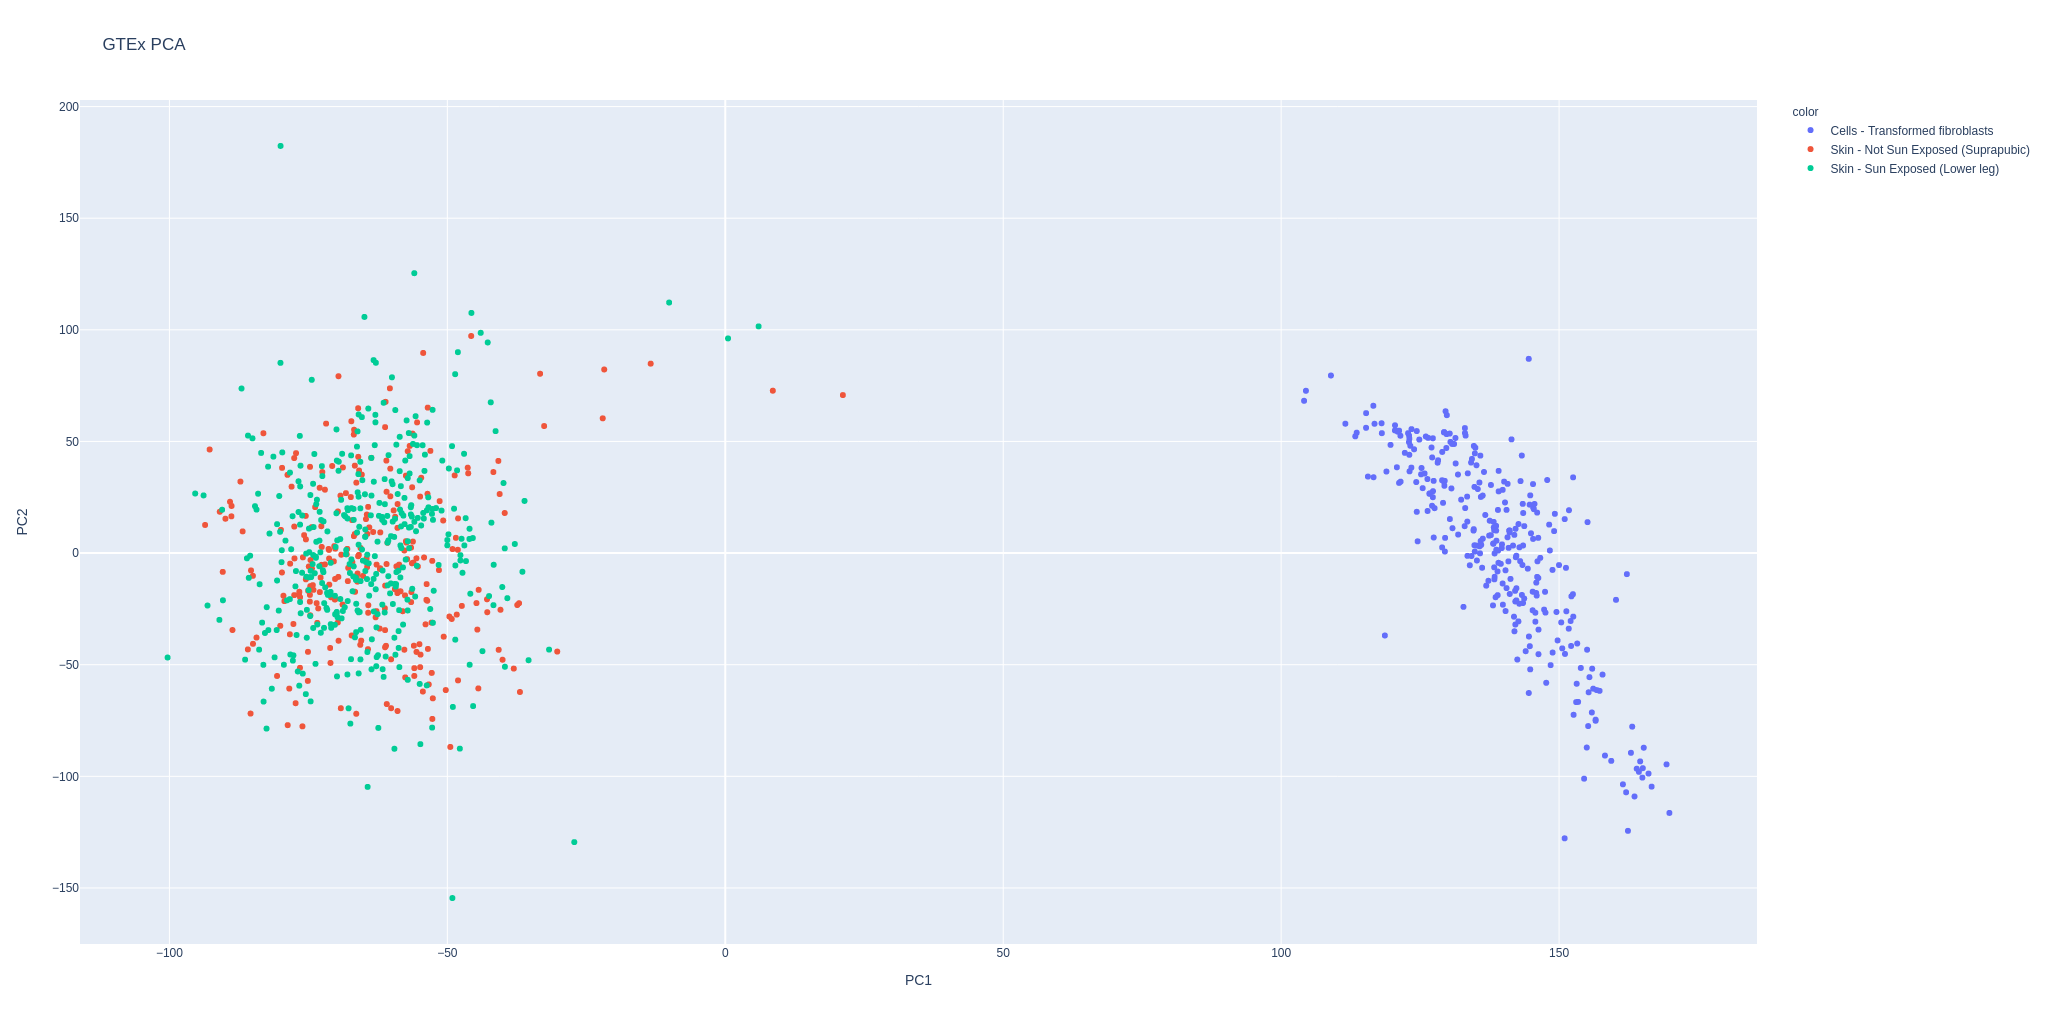 GTEx PCA
color
Cells - Transformed fibroblasts
Skin - Not Sun Exposed (Suprapubic)
Skin - Sun Exposed (Lower leg)
200
150
100
50
0
−50
−100
−150
PC2
−100
−50
0
50
100
150
PC1